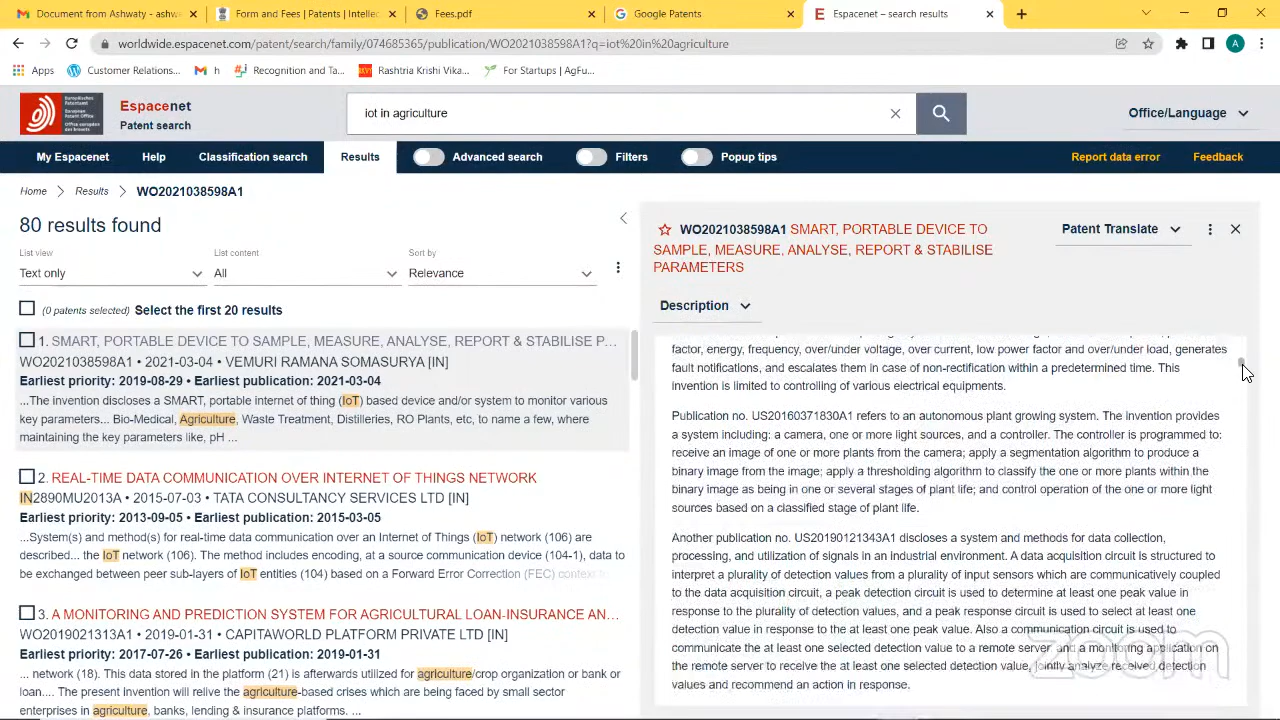 Document from Ashway - ashw
Form and Fees | Patents | Intellec
Fees.pdf
Google Patents
Espacenet – search results
worldwide.espacenet.com/patent/search/family/074685365/publication/WO2021038598A1?q=iot%20in%20agriculture
A
Apps
Customer Relations...
h
Recognition and Ta...
Rashtria Krishi Vika...
For Startups | AgFu...
Espacenet
Patent search
iot in agriculture
Office/Language
My Espacenet
Help
Classification search
Results
Advanced search
Filters
Popup tips
Report data error
Feedback
Home
Results
WO2021038598A1
80 results found
List view
List content
Sort by
Text only
All
Relevance
(0 patents selected) Select the first 20 results
1. SMART, PORTABLE DEVICE TO SAMPLE, MEASURE, ANALYSE, REPORT & STABILISE P...
WO2021038598A1 • 2021-03-04 • VEMURI RAMANA SOMASURYA [IN]
Earliest priority: 2019-08-29 • Earliest publication: 2021-03-04
...The invention discloses a SMART, portable internet of thing (IoT) based device and/or system to monitor various
key parameters... Bio-Medical, Agriculture, Waste Treatment, Distilleries, RO Plants, etc, to name a few, where
maintaining the key parameters like, pH ...
2. REAL-TIME DATA COMMUNICATION OVER INTERNET OF THINGS NETWORK
IN2890MU2013A • 2015-07-03 • TATA CONSULTANCY SERVICES LTD [IN]
Earliest priority: 2013-09-05 • Earliest publication: 2015-03-05
...System(s) and method(s) for real-time data communication over an Internet of Things (IoT) network (106) are
described... the IoT network (106). The method includes encoding, at a source communication device (104-1), data to
be exchanged between peer sub-layers of IoT entities (104) based on a Forward Error Correction (FEC) context for
3. A MONITORING AND PREDICTION SYSTEM FOR AGRICULTURAL LOAN-INSURANCE AN...
WO2019021313A1 • 2019-01-31 • CAPITAWORLD PLATFORM PRIVATE LTD [IN]
Earliest priority: 2017-07-26 • Earliest publication: 2019-01-31
... network (18). This data stored in the platform (21) is afterwards utilized for agriculture/crop organization or bank or
loan.... The present invention will relive the agriculture-based crises which are being faced by small sector
enterprises in agriculture, banks, lending & insurance platforms. ...
WO2021038598A1 SMART, PORTABLE DEVICE TO
SAMPLE, MEASURE, ANALYSE, REPORT & STABILISE
PARAMETERS
Patent Translate
Description
factor, energy, frequency, over/under voltage, over current, low power factor and over/under load, generates
fault notifications, and escalates them in case of non-rectification within a predetermined time. This
invention is limited to controlling of various electrical equipments.
Publication no. US20160371830A1 refers to an autonomous plant growing system. The invention provides
a system including: a camera, one or more light sources, and a controller. The controller is programmed to:
receive an image of one or more plants from the camera; apply a segmentation algorithm to produce a
binary image from the image; apply a thresholding algorithm to classify the one or more plants within the
binary image as being in one or several stages of plant life; and control operation of the one or more light
sources based on a classified stage of plant life.
Another publication no. US20190121343A1 discloses a system and methods for data collection,
processing, and utilization of signals in an industrial environment. A data acquisition circuit is structured to
interpret a plurality of detection values from a plurality of input sensors which are communicatively coupled
to the data acquisition circuit, a peak detection circuit is used to determine at least one peak value in
response to the plurality of detection values, and a peak response circuit is used to select at least one
detection value in response to the at least one peak value. Also a communication circuit is used to
communicate the at least one selected detection value to a remote server, and a monitoring application on
the remote server to receive the at least one selected detection value, jointly analyze received detection
values and recommend an action in response.
zoom